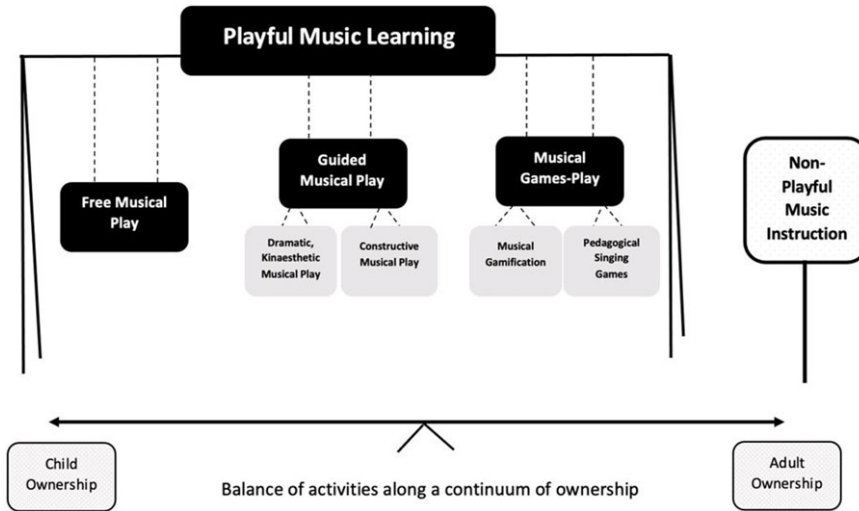 Playful Music Learning
Free Musical
Play
Guided
Musical Play
Musical
Games-Play
Non-
Playful
Music
Instruction
Dramatic,
Kinaesthetic
Musical Play
Constructive
Musical Play
Musical
Gamification
Pedagogical
Singing
Games
Child
Ownership
Balance of activities along a continuum of ownership
Adult
Ownership